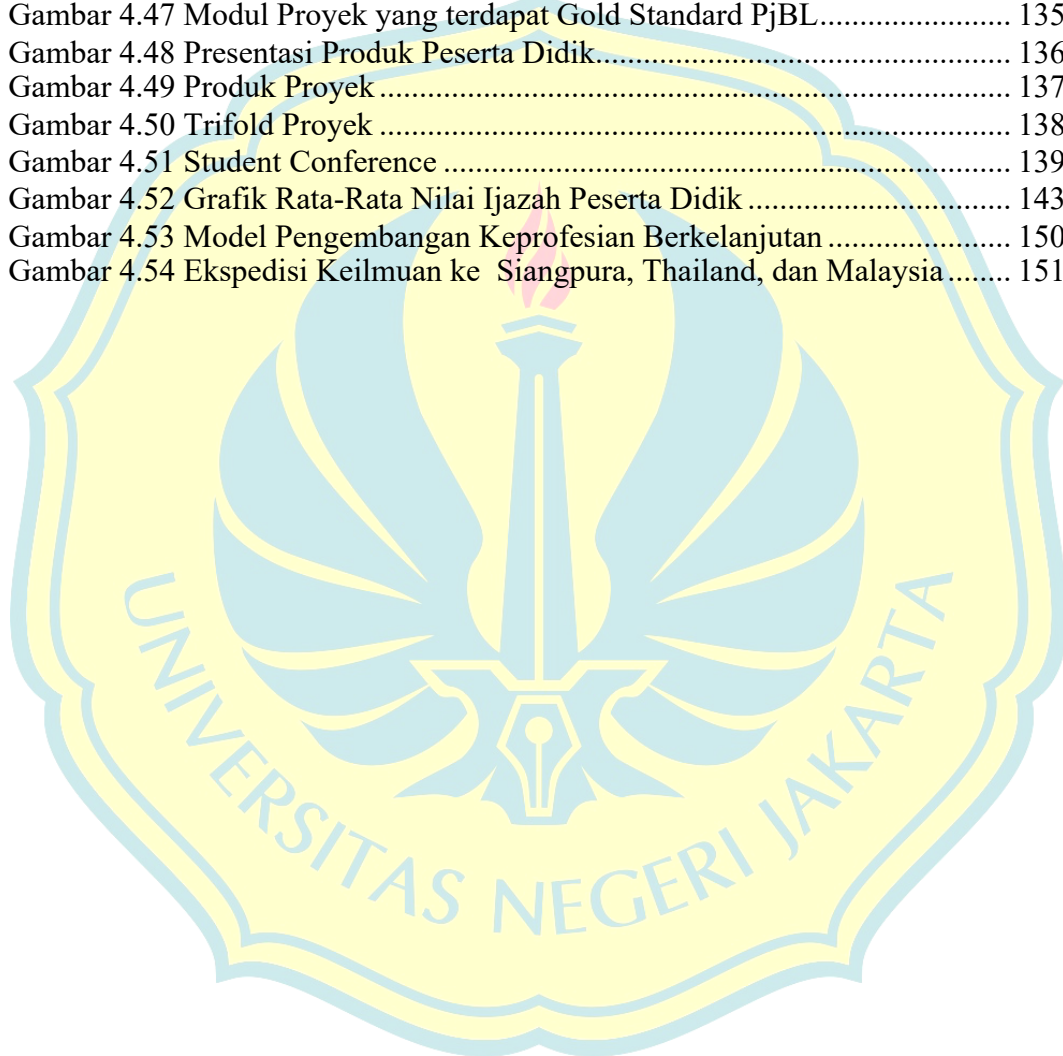 Gambar 4.47 Modul Proyek yang terdapat Gold Standard PjBL........................ 135
Gambar 4.48 Presentasi Produk Peserta Didik.................................................... 136
Gambar 4.49 Produk Proyek ............................................................................... 137
Gambar 4.50 Trifold Proyek ............................................................................... 138
Gambar 4.51 Student Conference ....................................................................... 139
Gambar 4.52 Grafik Rata-Rata Nilai Ijazah Peserta Didik ................................. 143
Gambar 4.53 Model Pengembangan Keprofesian Berkelanjutan ....................... 150
Gambar 4.54 Ekspedisi Keilmuan ke  Siangpura, Thailand, dan Malaysia........ 151
UNIVERSITAS NEGERI JAKARTA